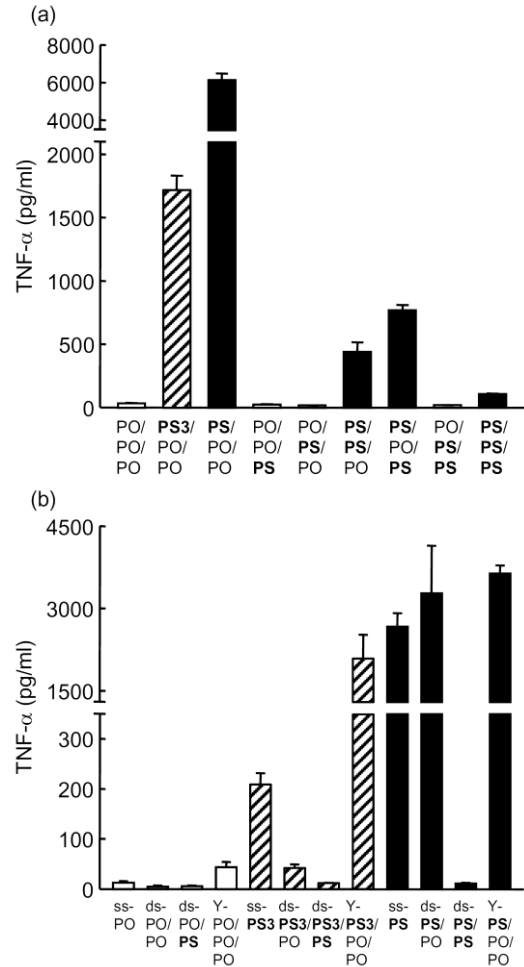 (a)
8000
6000
4000
2000
1500
1000
500
0
TNF-α (pg/ml)
PO/ PS3/ PS/ PO/ PO/ PS/ PS/ PO/ PS/
PO/ PO/ PO/ PO/ PS/ PS/ PO/ PS/ PS/
PO PO PO PS PO PO PS PS PS
(b)
4500
3000
1500
300
200
100
0
TNF-α (pg/ml)
ss- ds- ds- Y- ss- ds- ds- Y- ss- ds- ds- Y-
PO PO/ PO/ PO/ PS3 PS3/ PS3/ PS3/ PS PS/ PS/ PS/
PO PS PO/ PO PS PO/ PO PS PO/
PO PO PO